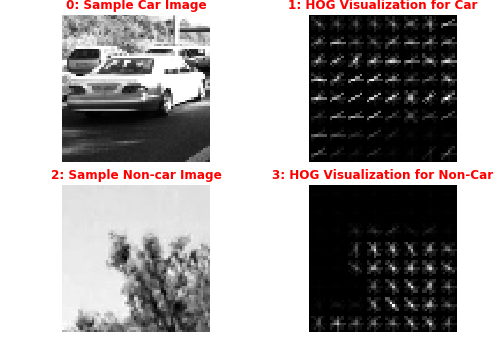 0: Sample Car Image
1: HOG Visualization for Car
2: Sample Non-car Image
3: HOG Visualization for Non-Car